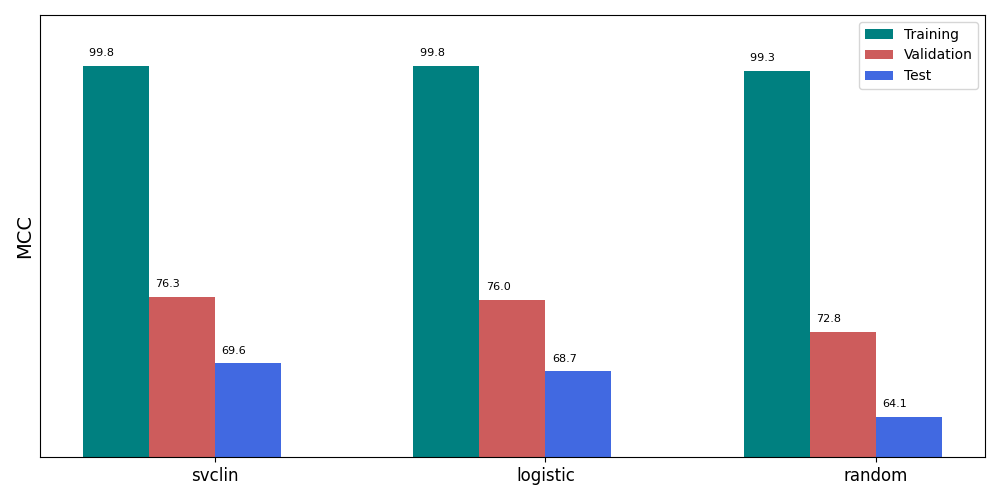 99.8
99.8
99.3
Training
Validation
Test
76.3
76.0
72.8
69.6
68.7
64.1
MCC
svclin
logistic
random